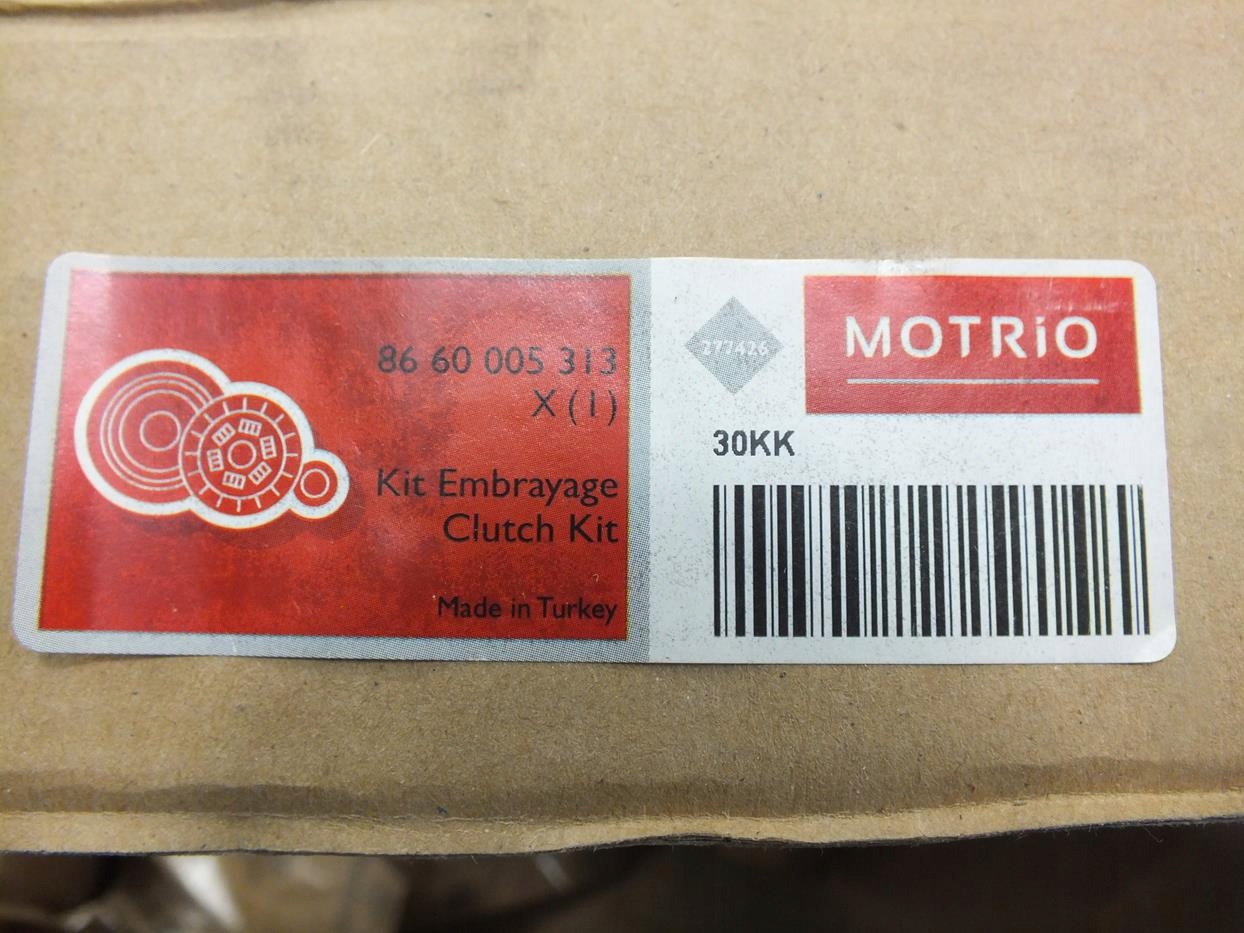 86 60 005 313
X (1)
Kit Embrayage
Clutch Kit
Made in Turkey
277426
MOTRiO
30KK